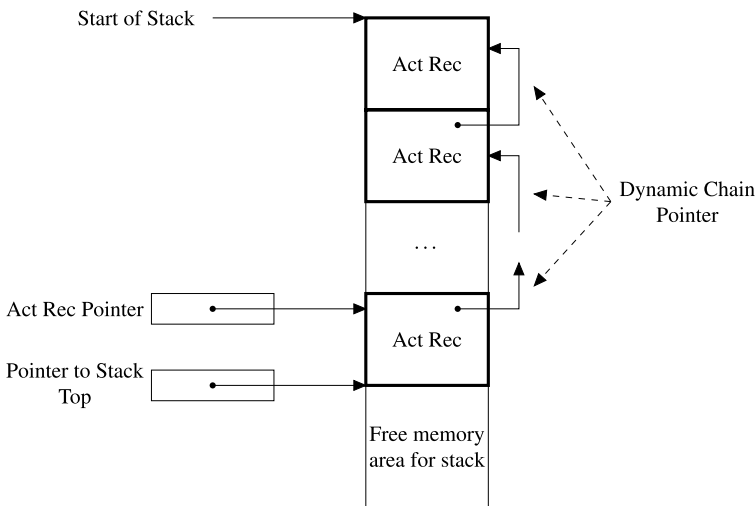 Start of Stack
Act Rec
Act Rec
Dynamic Chain
Pointer
...
Act Rec Pointer
Act Rec
Pointer to Stack
Top
Free memory
area for stack